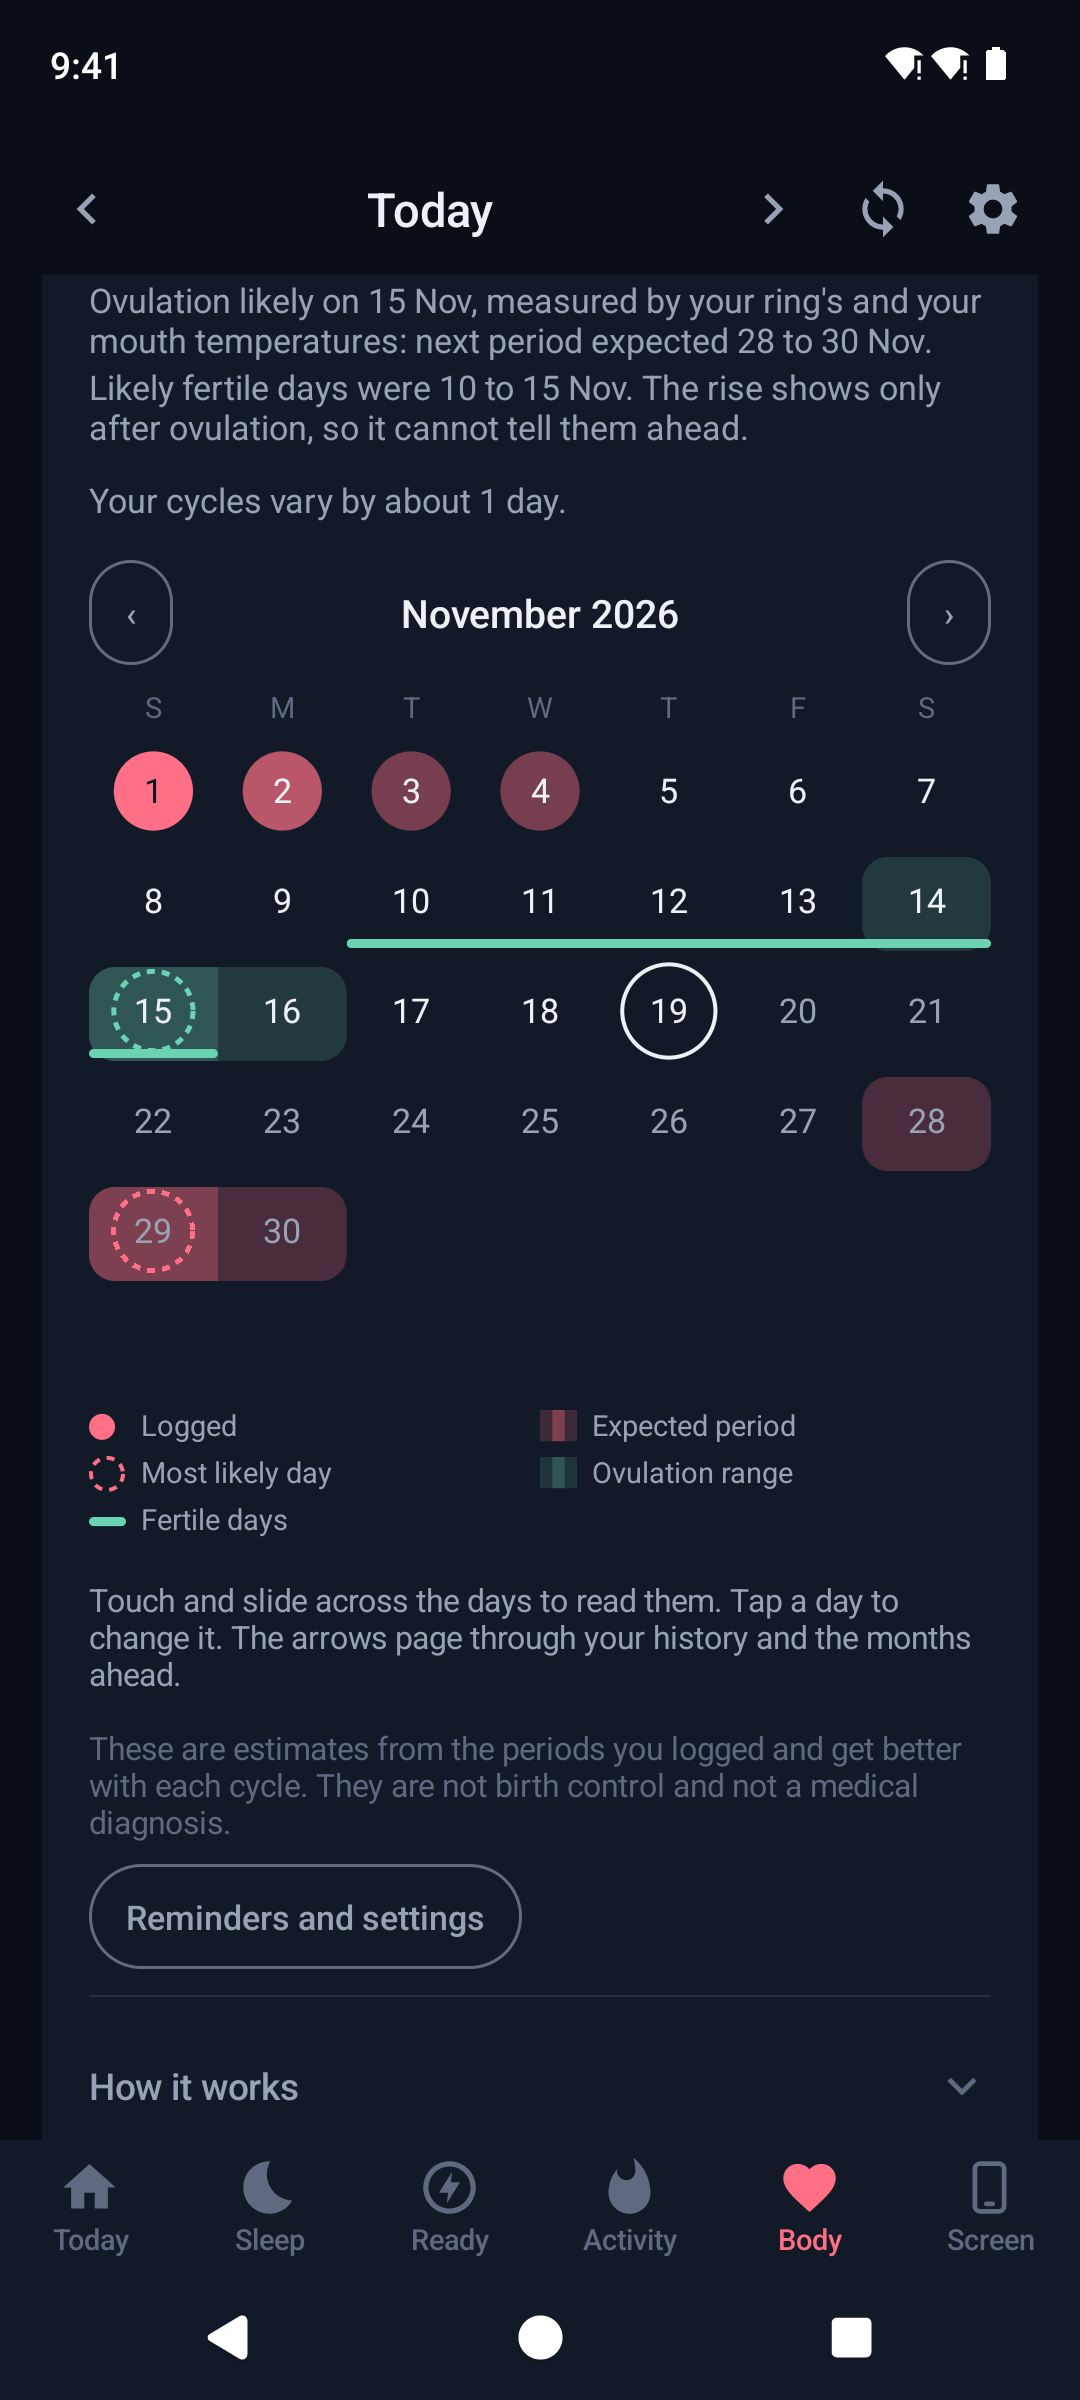 9:41
Today
Ovulation likely on 15 Nov, measured by your ring's and your
mouth temperatures: next period expected 28 to 30 Nov.
Likely fertile days were 10 to 15 Nov. The rise shows only
after ovulation, so it cannot tell them ahead.
Your cycles vary by about 1 day.
‹ November 2026 ›
S M T W T F S
1 2 3 4 5 6 7
8 9 10 11 12 13 14
15 16 17 18 19 20 21
22 23 24 25 26 27 28
29 30
Logged Expected period
Most likely day Ovulation range
Fertile days
Touch and slide across the days to read them. Tap a day to
change it. The arrows page through your history and the months
ahead.
These are estimates from the periods you logged and get better
with each cycle. They are not birth control and not a medical
diagnosis.
Reminders and settings
How it works
Today Sleep Ready Activity Body Screen